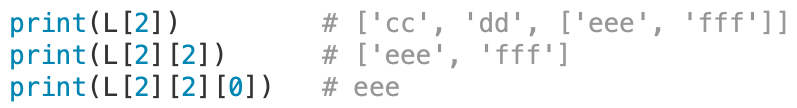 print(L[2])         # ['cc', 'dd', ['eee', 'fff']]
print(L[2][2])      # ['eee', 'fff']
print(L[2][2][0])   # eee